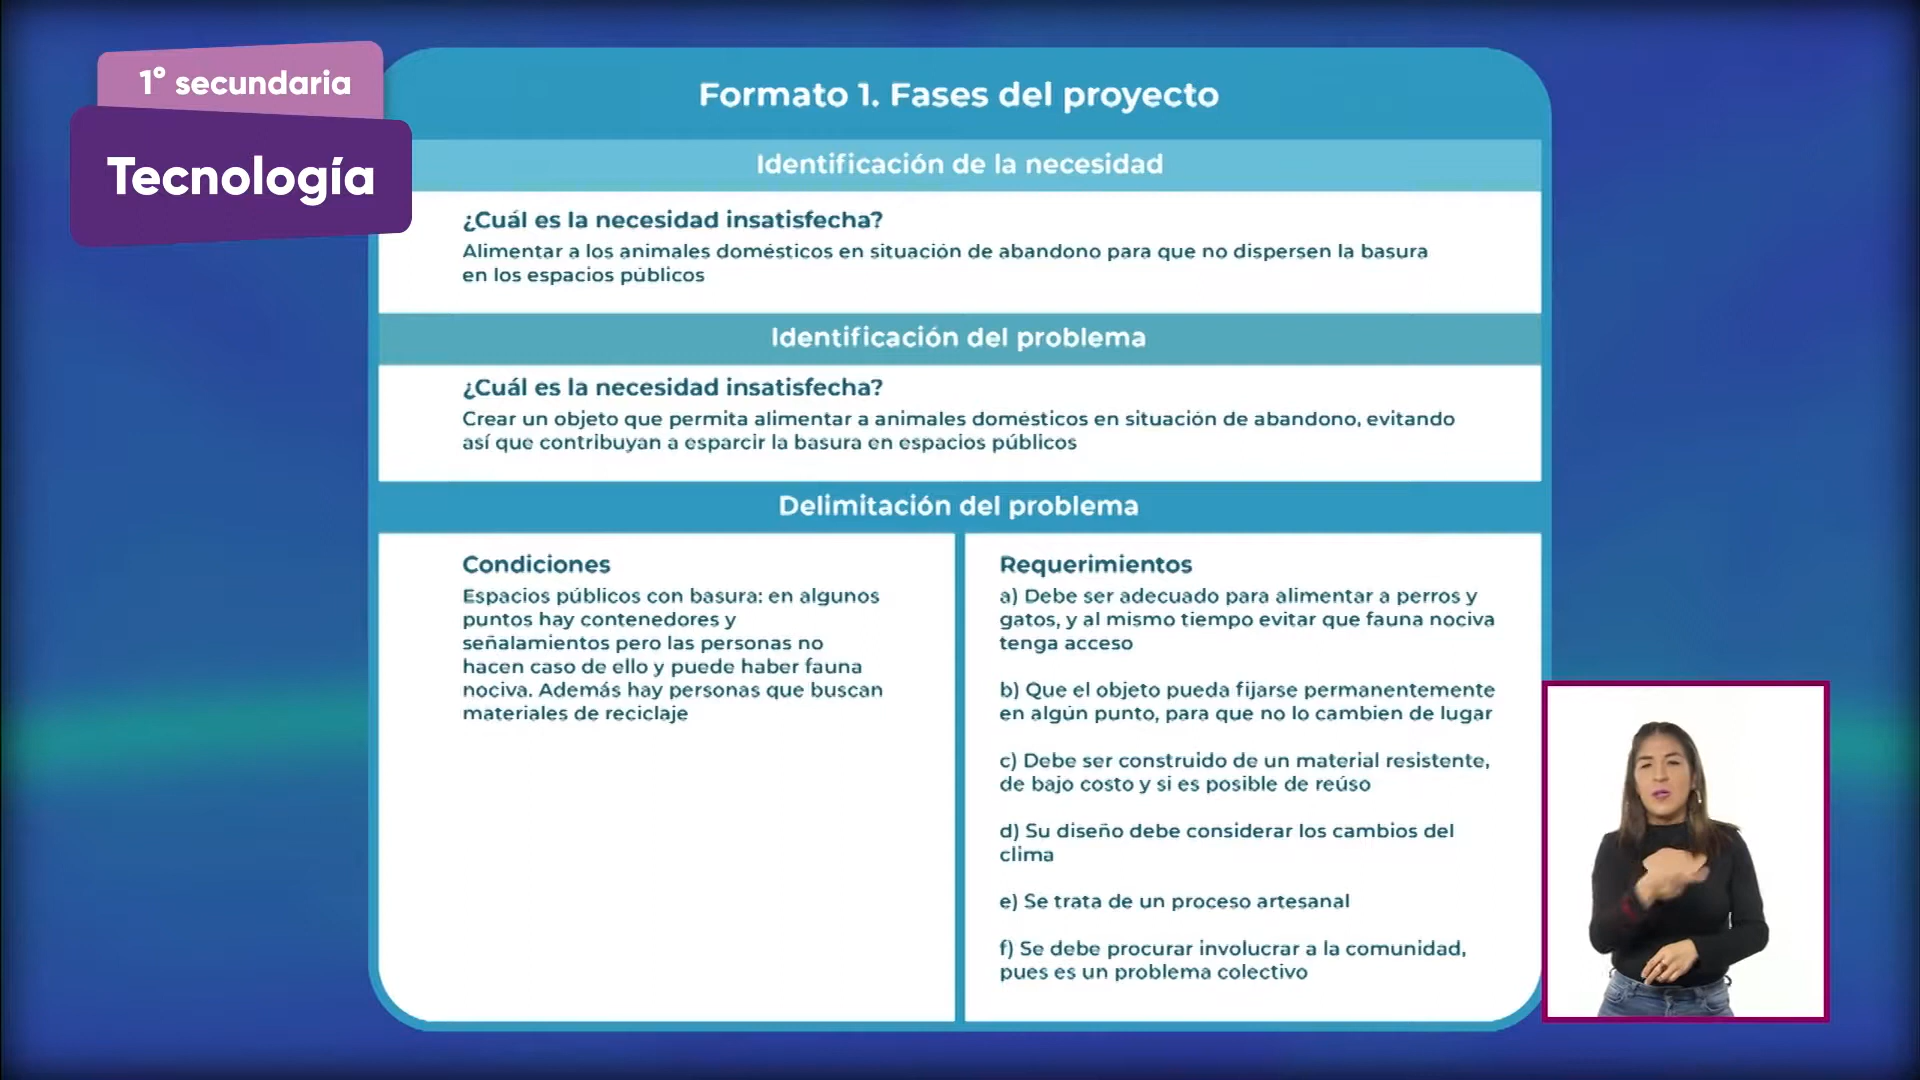 1° secundaria
Tecnología
Formato 1. Fases del proyecto
Identificación de la necesidad
¿Cuál es la necesidad insatisfecha?
Alimentar a los animales domésticos en situación de abandono para que no dispersen la basura
en los espacios públicos
Identificación del problema
¿Cuál es la necesidad insatisfecha?
Crear un objeto que permita alimentar a animales domésticos en situación de abandono, evitando
así que contribuyan a esparcir la basura en espacios públicos
Delimitación del problema
Condiciones
Espacios públicos con basura: en algunos
puntos hay contenedores y
señalamientos pero las personas no
hacen caso de ello y puede haber fauna
nociva. Además hay personas que buscan
materiales de reciclaje
Requerimientos
a) Debe ser adecuado para alimentar a perros y
gatos, y al mismo tiempo evitar que fauna nociva
tenga acceso
b) Que el objeto pueda fijarse permanentemente
en algún punto, para que no lo cambien de lugar
c) Debe ser construido de un material resistente,
de bajo costo y si es posible de reúso
d) Su diseño debe considerar los cambios del
clima
e) Se trata de un proceso artesanal
f) Se debe procurar involucrar a la comunidad,
pues es un problema colectivo